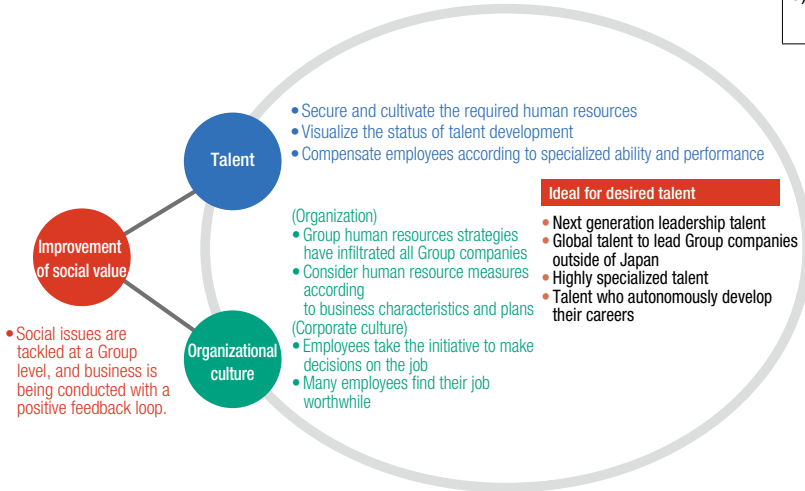 • Secure and cultivate the required human resources
• Visualize the status of talent development
• Compensate employees according to specialized ability and performance
Talent
Ideal for desired talent
• Next generation leadership talent
• Global talent to lead Group companies
outside of Japan
• Highly specialized talent
• Talent who autonomously develop
their careers
(Organization)
• Group human resources strategies
have infiltrated all Group companies
• Consider human resource measures
according
to business characteristics and plans
(Corporate culture)
• Employees take the initiative to make
decisions on the job
• Many employees find their job
worthwhile
Improvement
of social value
Organizational
culture
• Social issues are
tackled at a Group
level, and business is
being conducted with a
positive feedback loop.